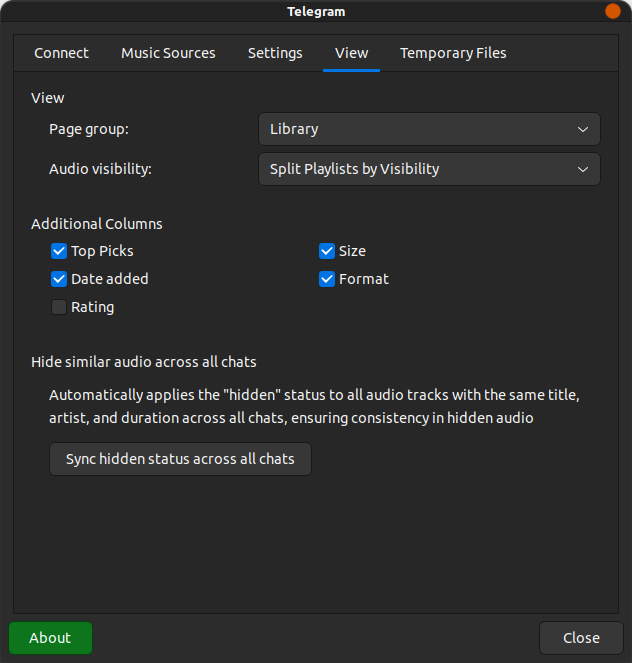 Telegram
Connect Music Sources Settings View Temporary Files
View
Page group: Library
Audio visibility: Split Playlists by Visibility
Additional Columns
Top Picks Size
Date added Format
Rating
Hide similar audio across all chats
Automatically applies the "hidden" status to all audio tracks with the same title,
artist, and duration across all chats, ensuring consistency in hidden audio
Sync hidden status across all chats
About Close